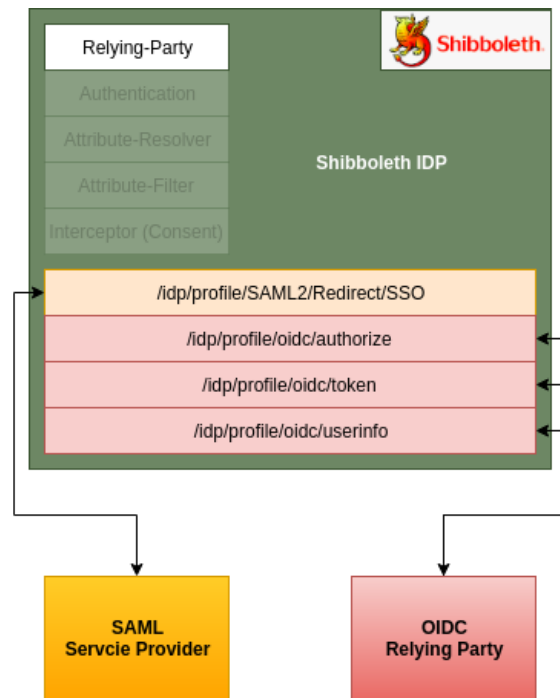 Relying-Party
Shibboleth.
Authentication
Attribute-Resolver
Shibboleth IDP
Attribute-Filter
Interceptor (Consent)
/idp/profile/SAML2/Redirect/SSO
/idp/profile/oidc/authorize
/idp/profile/oidc/token
/idp/profile/oidc/userinfo
SAML
Servcie Provider
OIDC
Relying Party